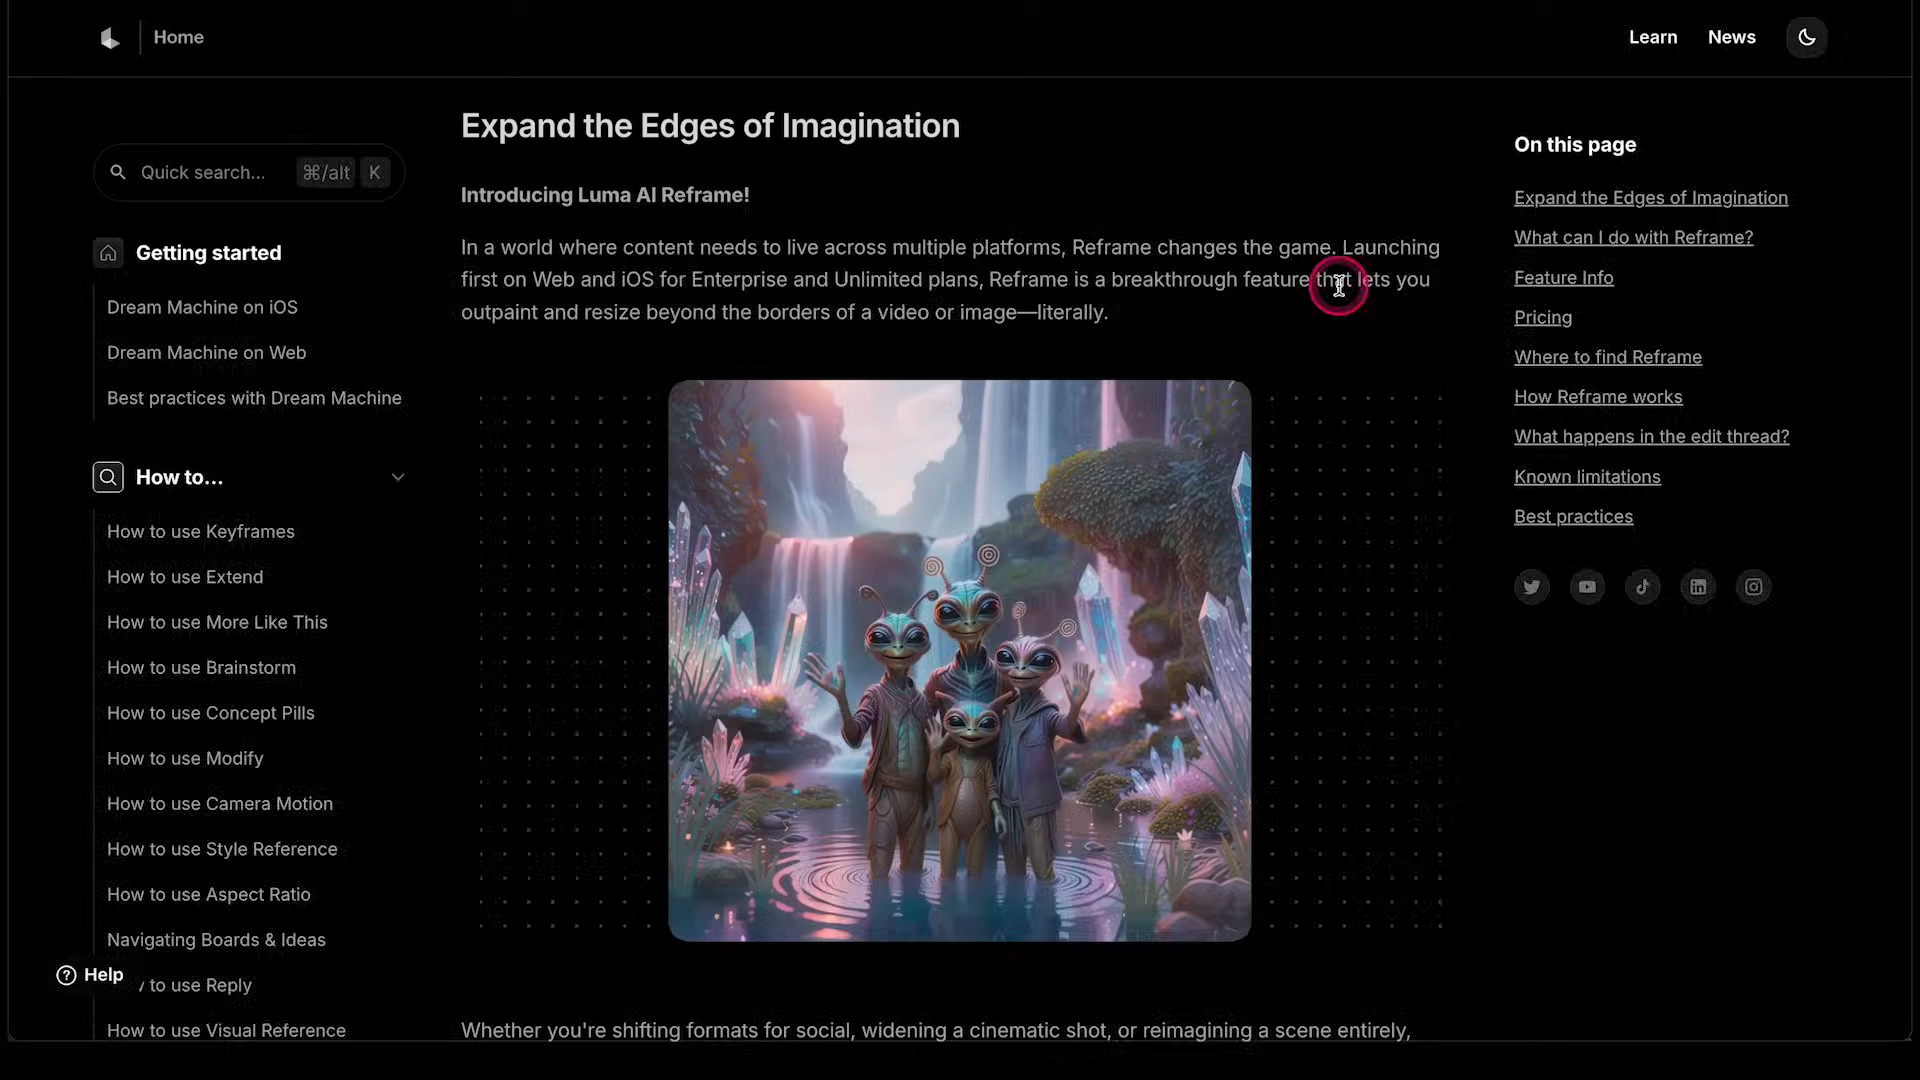 Home
Learn
News
Quick search...
⌘/alt
K
Getting started
Dream Machine on iOS
Dream Machine on Web
Best practices with Dream Machine
How to...
How to use Keyframes
How to use Extend
How to use More Like This
How to use Brainstorm
How to use Concept Pills
How to use Modify
How to use Camera Motion
How to use Style Reference
How to use Aspect Ratio
Navigating Boards & Ideas
to use Reply
How to use Visual Reference
Help
Expand the Edges of Imagination
Introducing Luma AI Reframe!
In a world where content needs to live across multiple platforms, Reframe changes the game. Launching
first on Web and iOS for Enterprise and Unlimited plans, Reframe is a breakthrough feature that lets you
outpaint and resize beyond the borders of a video or image—literally.
Whether you're shifting formats for social, widening a cinematic shot, or reimagining a scene entirely,
On this page
Expand the Edges of Imagination
What can I do with Reframe?
Feature Info
Pricing
Where to find Reframe
How Reframe works
What happens in the edit thread?
Known limitations
Best practices